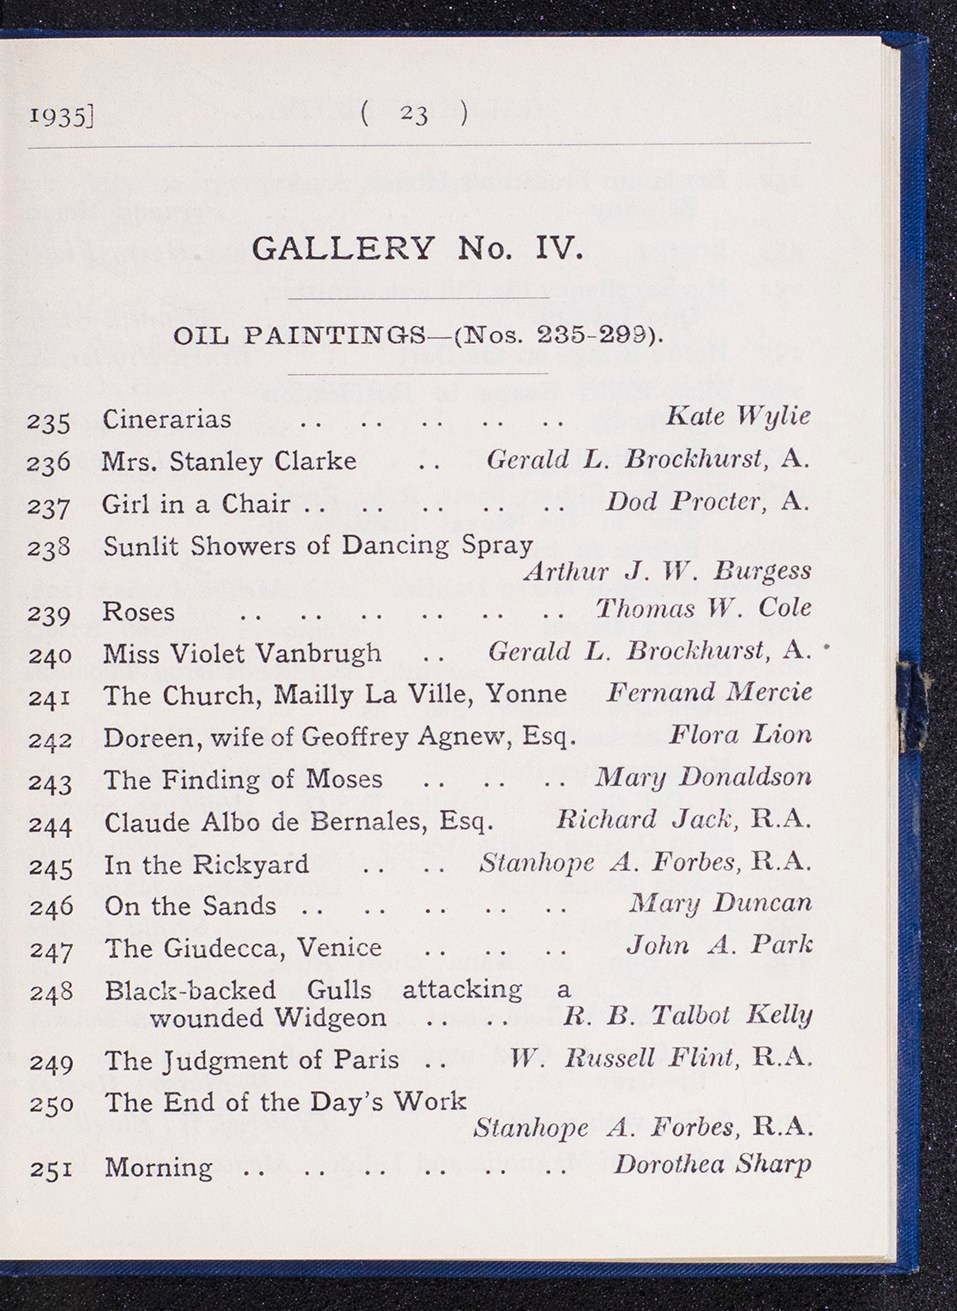 1935] ( 23 )
GALLERY No. IV.
OIL PAINTINGS—(Nos. 235-299).
235 Cinerarias .. .. .. .. .. Kate Wylie
236 Mrs. Stanley Clarke .. Gerald L. Brockhurst, A.
237 Girl in a Chair .. .. .. .. .. Dod Procter, A.
238 Sunlit Showers of Dancing Spray
Arthur J. W. Burgess
239 Roses .. .. .. .. .. .. Thomas W. Cole
240 Miss Violet Vanbrugh .. Gerald L. Brockhurst, A.
241 The Church, Mailly La Ville, Yonne Fernand Mercie
242 Doreen, wife of Geoffrey Agnew, Esq. Flora Lion
243 The Finding of Moses .. .. .. Mary Donaldson
244 Claude Albo de Bernales, Esq. Richard Jack, R.A.
245 In the Rickyard .. .. Stanhope A. Forbes, R.A.
246 On the Sands .. .. .. .. .. Mary Duncan
247 The Giudecca, Venice .. .. .. John A. Park
248 Black-backed Gulls attacking a
wounded Widgeon .. .. R. B. Talbot Kelly
249 The Judgment of Paris .. W. Russell Flint, R.A.
250 The End of the Day's Work
Stanhope A. Forbes, R.A.
251 Morning .. .. .. .. .. .. Dorothea Sharp